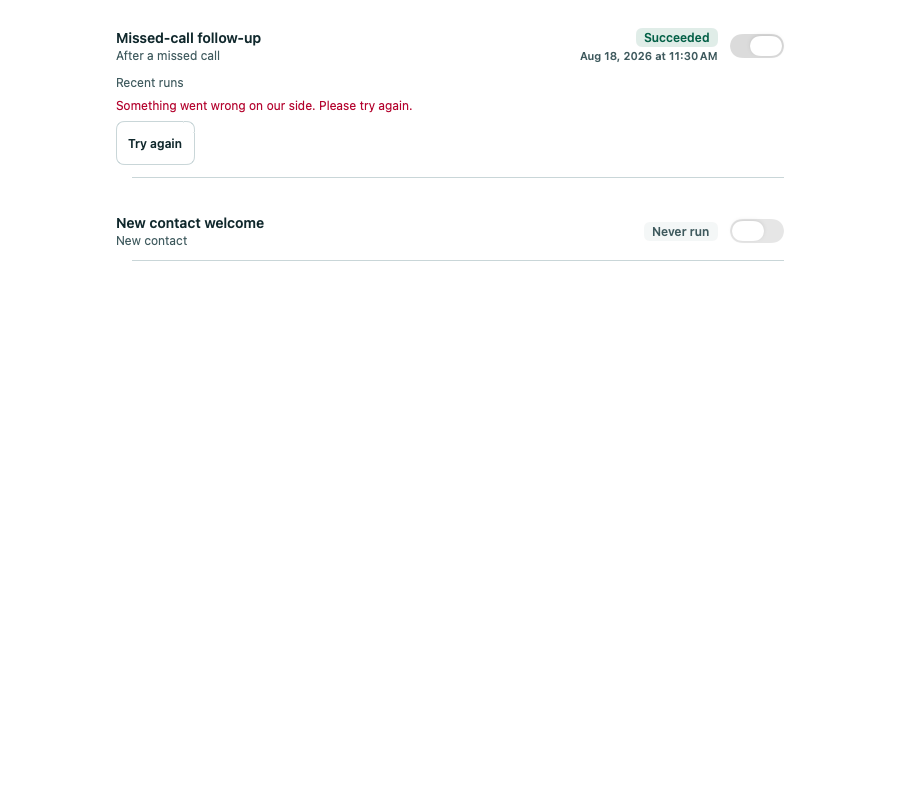 Missed-call follow-up
After a missed call
Succeeded
Aug 18, 2026 at 11:30 AM
Recent runs
Something went wrong on our side. Please try again.
Try again
New contact welcome
New contact
Never run